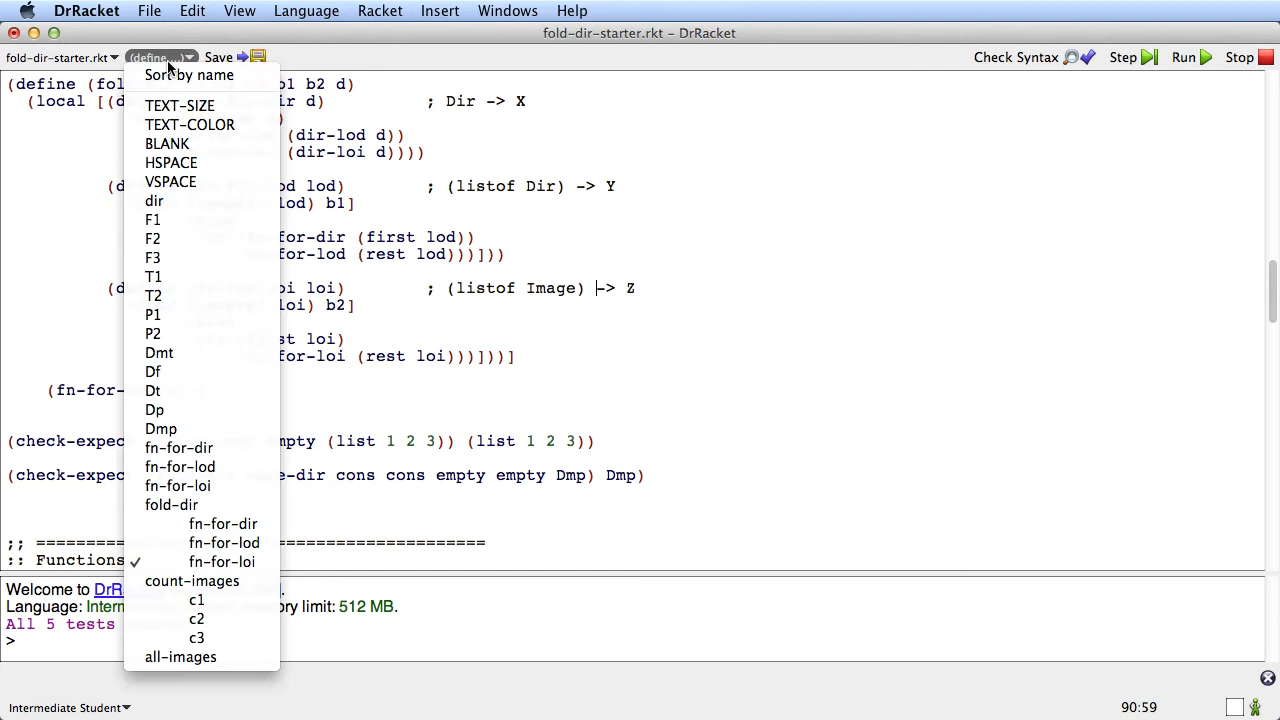 DrRacket File Edit View Language Racket Insert Windows Help
fold-dir-starter.rkt - DrRacket
fold-dir-starter.rkt (define ...) Save Check Syntax Step Run Stop
Sort by name
TEXT-SIZE
TEXT-COLOR
BLANK
HSPACE
VSPACE
dir
F1
F2
F3
T1
T2
P1
P2
Dmt
Df
Dt
Dp
Dmp
fn-for-dir
fn-for-lod
fn-for-loi
fold-dir
fn-for-dir
fn-for-lod
✓ fn-for-loi
count-images
c1
c2
c3
all-images
(define (fol b1 b2 d)
(local [(d ir d) ; Dir -> X
)
(dir-lod d))
(dir-loi d))))
(de od lod) ; (listof Dir) -> Y
lod) b1]
-for-dir (first lod))
for-lod (rest lod)))]))
(de oi loi) ; (listof Image) -> Z
loi) b2]
st loi)
for-loi (rest loi)))]))]
(fn-for-
(check-expect empty (list 1 2 3)) (list 1 2 3))
(check-expect e-dir cons cons empty empty Dmp) Dmp)
;; =============================================
:: Functions
Welcome to DrR .
Language: Interm ory limit: 512 MB.
All 5 tests
>
Intermediate Student 90:59